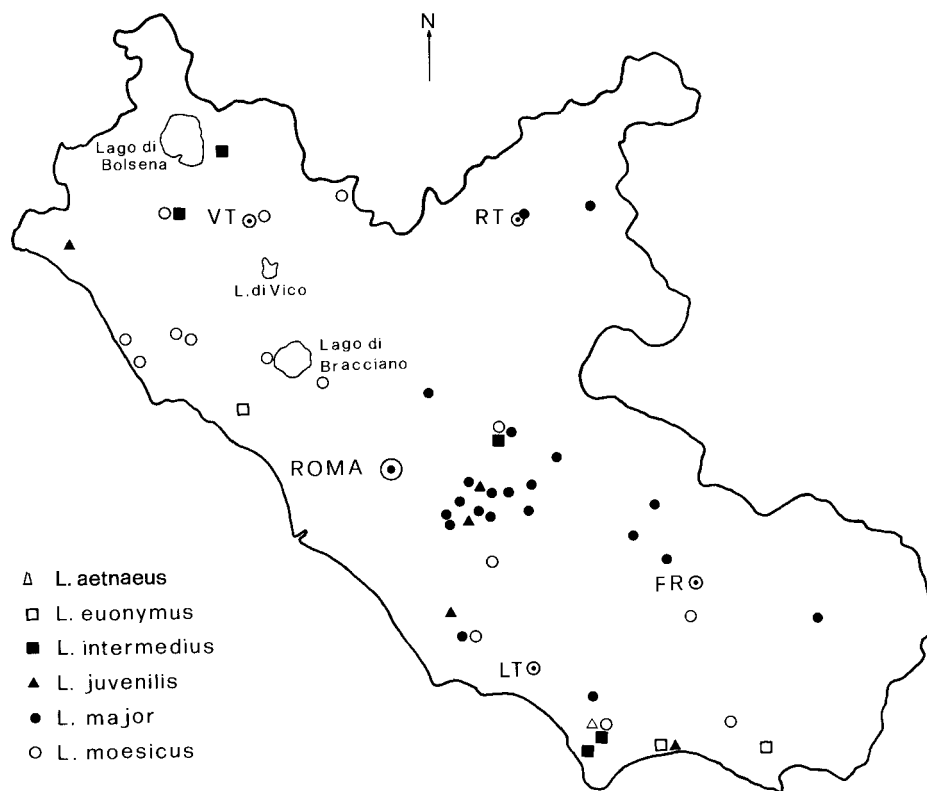 N
Lago di
Bolsena
VT
RT
L. di Vico
Lago di
Bracciano
ROMA
FR
LT
L. aetnaeus
L. euonymus
L. intermedius
L. juvenilis
L. major
L. moesicus